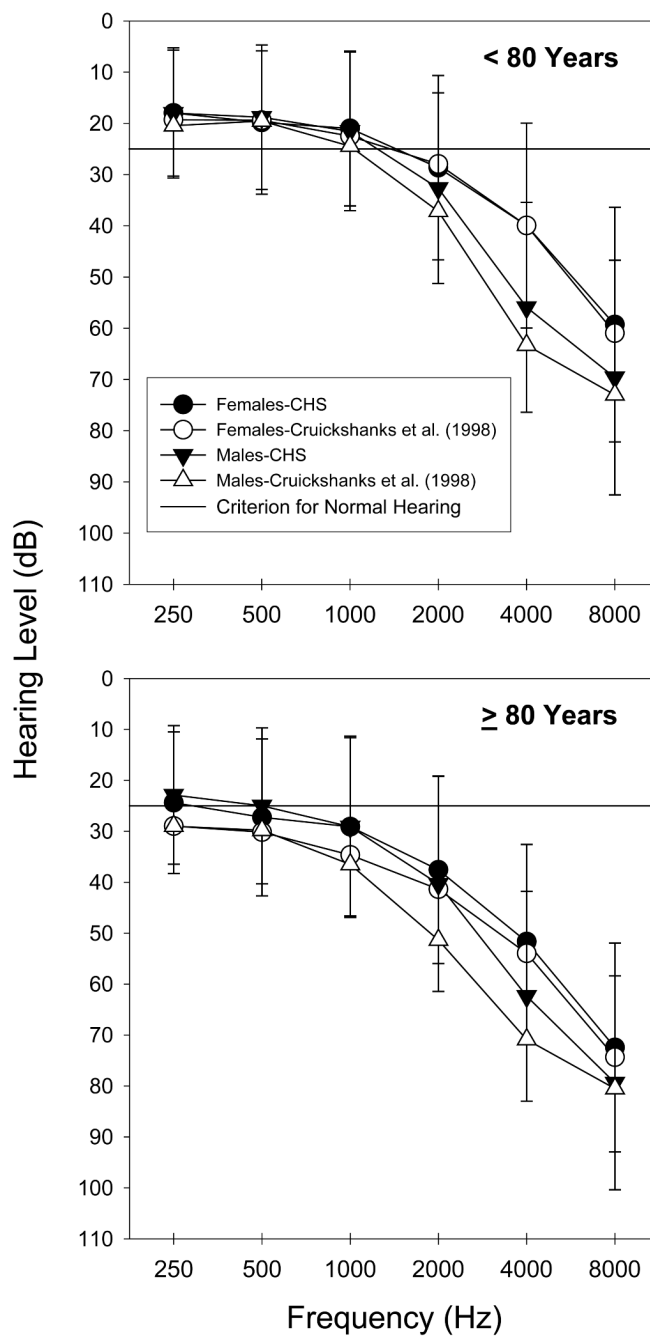 0
10
20
30
40
50
60
70
80
90
100
110
< 80 Years
Females-CHS
Females-Cruickshanks et al. (1998)
Males-CHS
Males-Cruickshanks et al. (1998)
Criterion for Normal Hearing
250 500 1000 2000 4000 8000
Hearing Level (dB)
0
10
20
30
40
50
60
70
80
90
100
110
≥ 80 Years
250 500 1000 2000 4000 8000
Frequency (Hz)